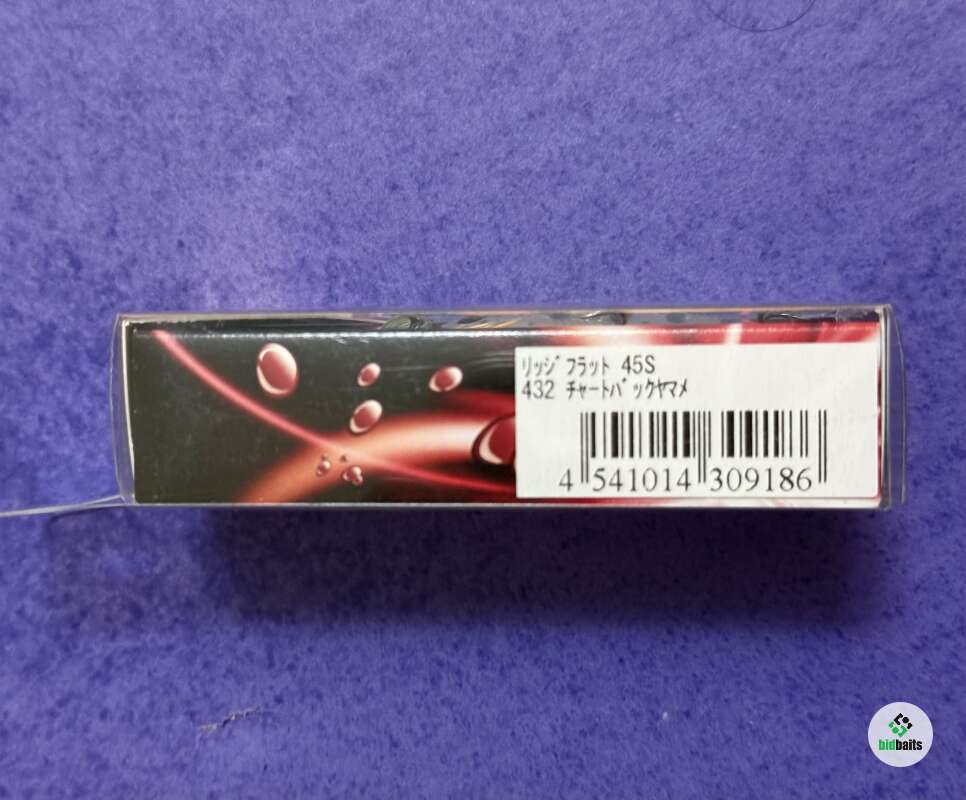 ﾘｯｼﾞﾌﾗｯﾄ 45S
432 ﾁｬｰﾄﾊﾞｯｸﾔﾏﾒ
4 541014 309186
bidbaits